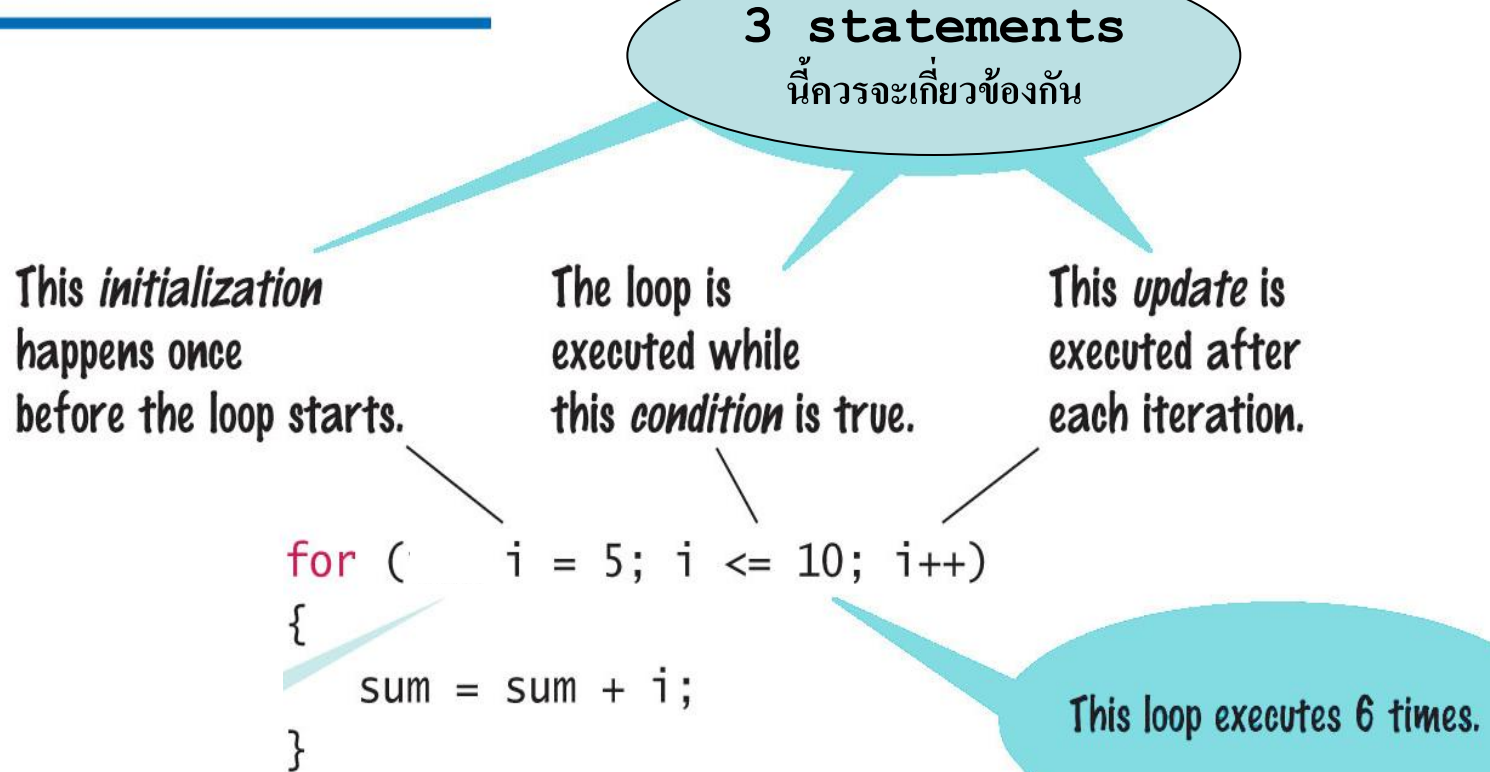 3 statements
นี้ควรจะเกี่ยวข้องกัน
This initialization
happens once
before the loop starts.
The loop is
executed while
this condition is true.
This update is
executed after
each iteration.
for ( i = 5; i <= 10; i++)
{
sum = sum + i;
}
This loop executes 6 times.